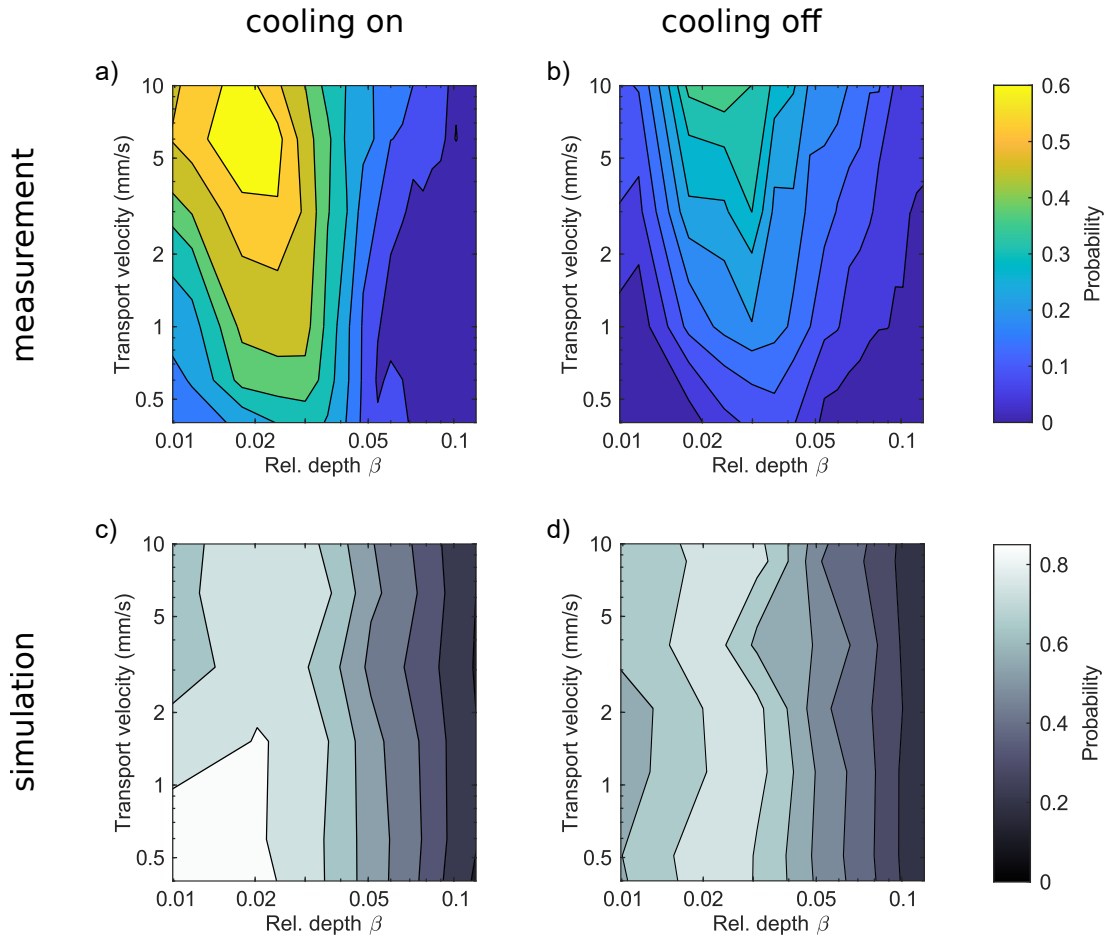 cooling on
cooling off
measurement
simulation
a)
10
5
2
1
0.5
Transport velocity (mm/s)
0.01
0.02
0.05
0.1
Rel. depth β
b)
10
5
2
1
0.5
Transport velocity (mm/s)
0.01
0.02
0.05
0.1
Rel. depth β
0.6
0.5
0.4
0.3
0.2
0.1
0
Probability
c)
10
5
2
1
0.5
Transport velocity (mm/s)
0.01
0.02
0.05
0.1
Rel. depth β
d)
10
5
2
1
0.5
Transport velocity (mm/s)
0.01
0.02
0.05
0.1
Rel. depth β
0.8
0.6
0.4
0.2
0
Probability